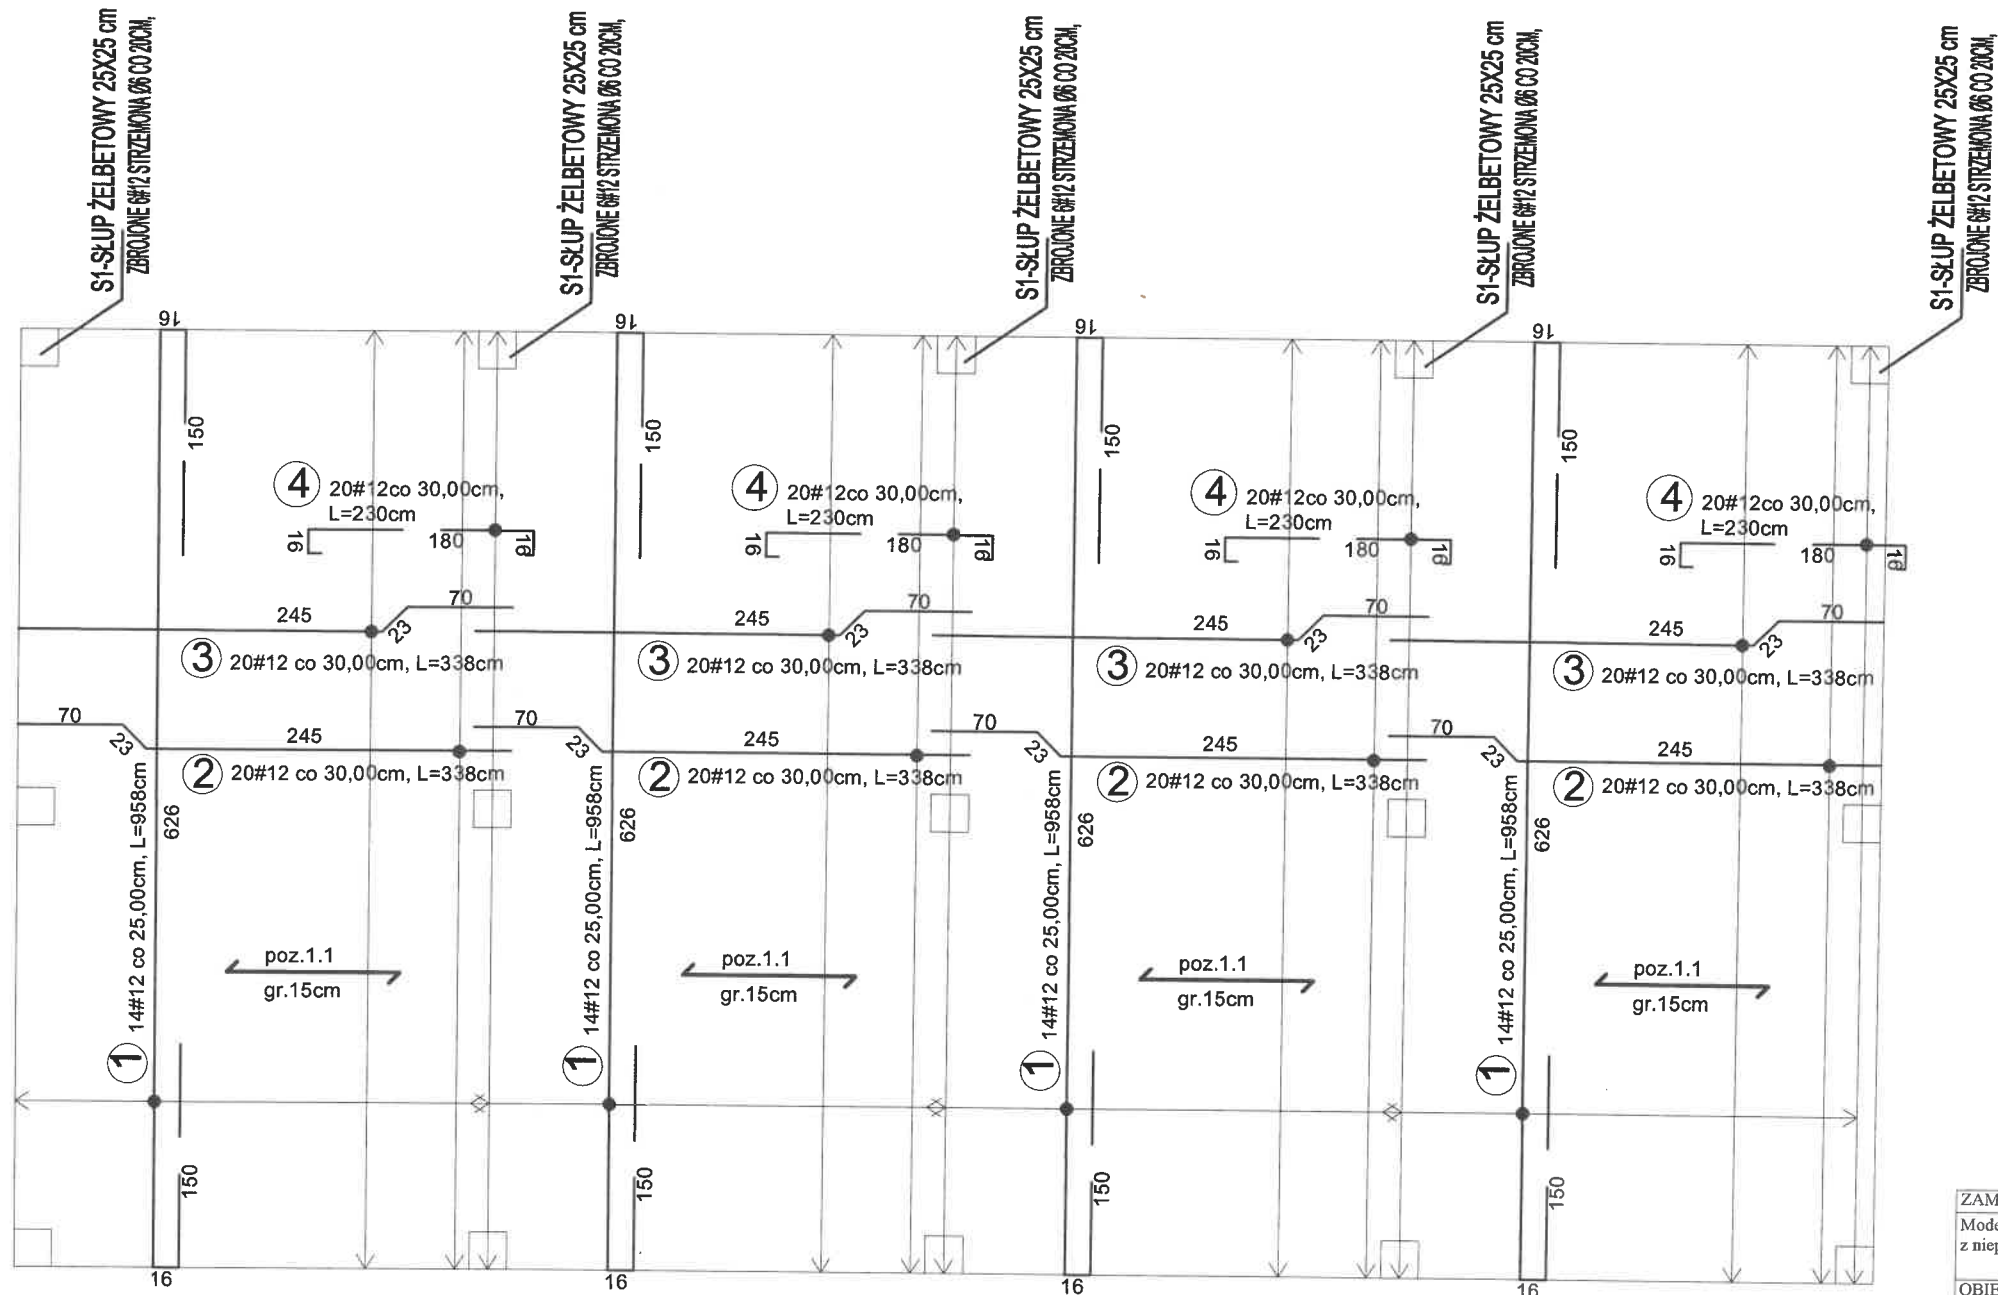 S1-SŁUP ŻELBETOWY 25X25 cm
ZBROJONE 6#12 STRZEMIONA Ø6 CO 20CM,
S1-SŁUP ŻELBETOWY 25X25 cm
ZBROJONE 6#12 STRZEMIONA Ø6 CO 20CM,
S1-SŁUP ŻELBETOWY 25X25 cm
ZBROJONE 6#12 STRZEMIONA Ø6 CO 20CM,
S1-SŁUP ŻELBETOWY 25X25 cm
ZBROJONE 6#12 STRZEMIONA Ø6 CO 20CM,
S1-SŁUP ŻELBETOWY 25X25 cm
ZBROJONE 6#12 STRZEMIONA Ø6 CO 20CM,
16
16
16
16
150
150
150
150
4
20#12co 30,00cm,
L=230cm
16
180
16
4
20#12co 30,00cm,
L=230cm
16
180
16
4
20#12co 30,00cm,
L=230cm
16
180
16
4
20#12co 30,00cm,
L=230cm
16
180
16
245
23
70
3
20#12 co 30,00cm, L=338cm
245
23
70
3
20#12 co 30,00cm, L=338cm
245
23
70
3
20#12 co 30,00cm, L=338cm
245
23
70
3
20#12 co 30,00cm, L=338cm
70
23
245
2
20#12 co 30,00cm, L=338cm
70
23
245
2
20#12 co 30,00cm, L=338cm
70
23
245
2
20#12 co 30,00cm, L=338cm
70
23
245
2
20#12 co 30,00cm, L=338cm
1
14#12 co 25,00cm, L=958cm
626
1
14#12 co 25,00cm, L=958cm
626
1
14#12 co 25,00cm, L=958cm
626
1
14#12 co 25,00cm, L=958cm
626
poz.1.1
gr.15cm
poz.1.1
gr.15cm
poz.1.1
gr.15cm
poz.1.1
gr.15cm
150
150
150
150
16
16
16
16
ZAM
Mode
z niep
OBIE